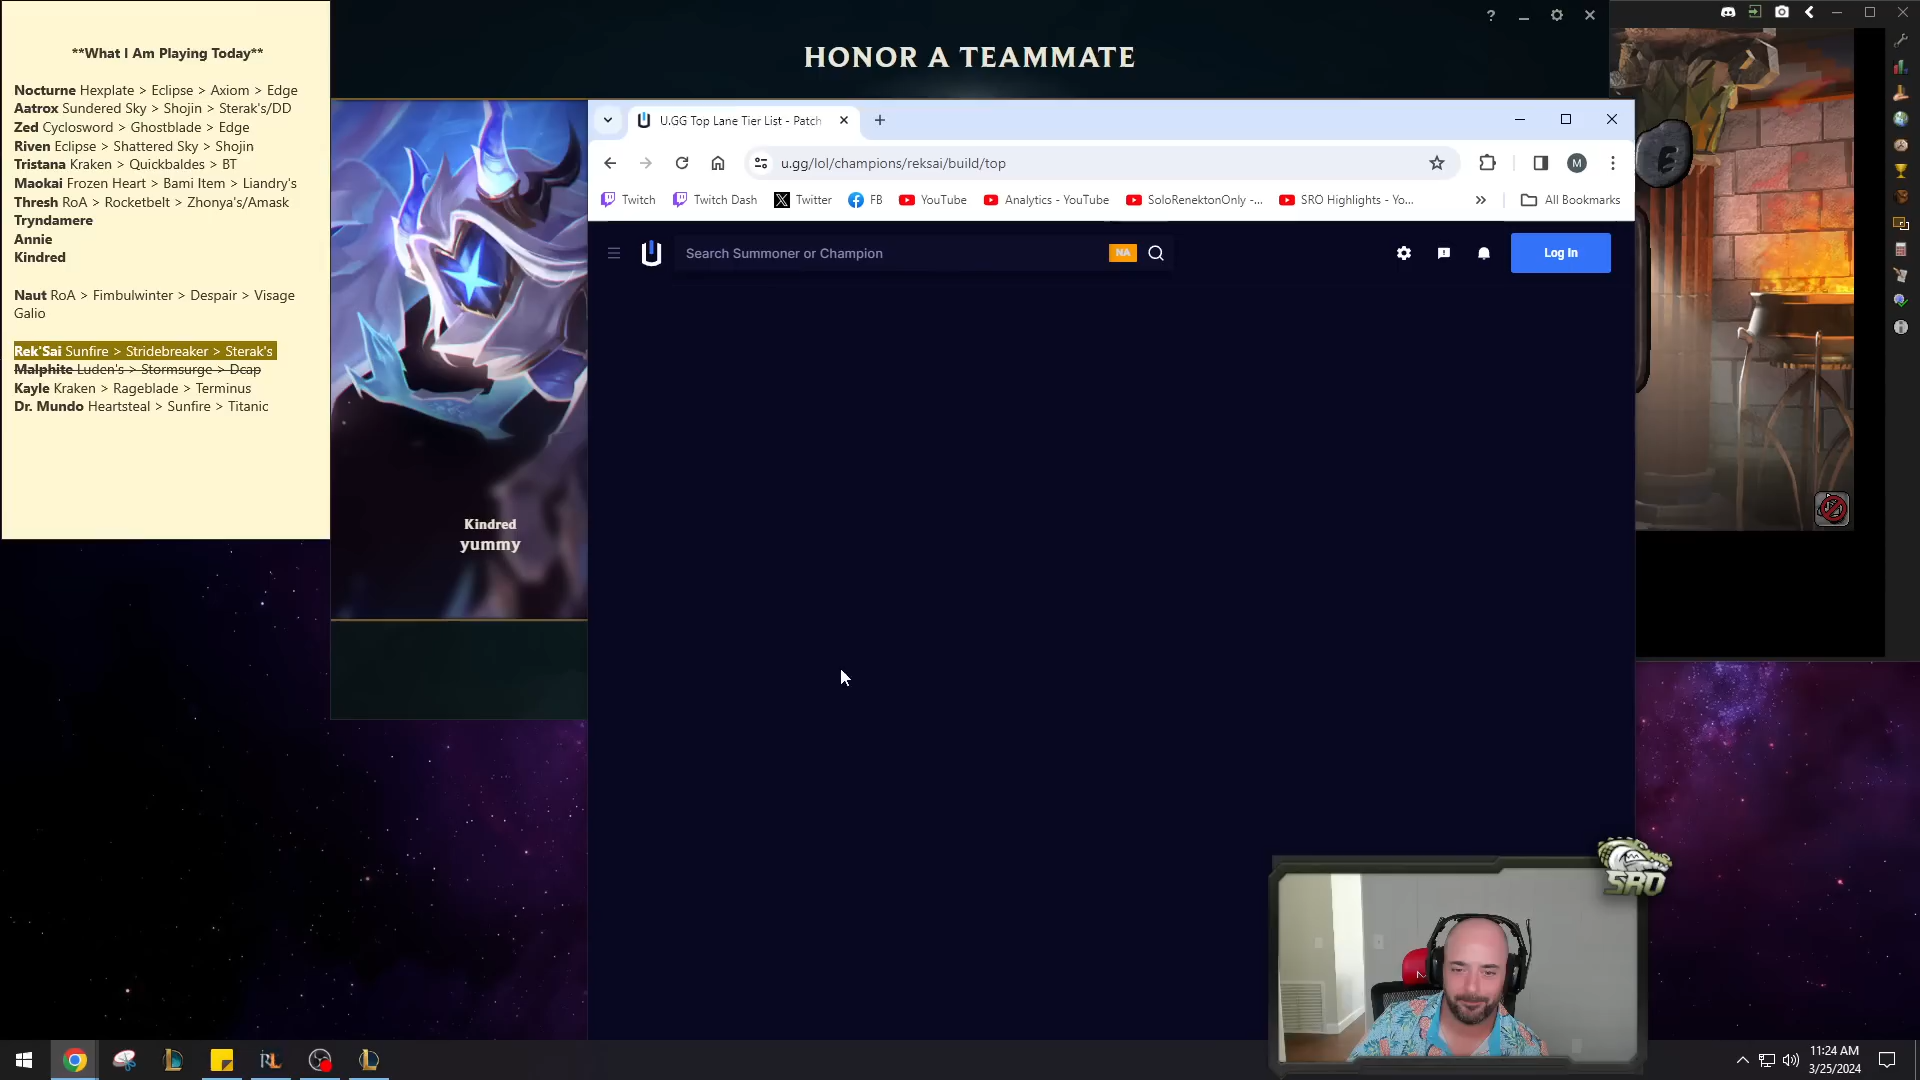 **What I Am Playing Today**
Nocturne Hexplate > Eclipse > Axiom > Edge
Aatrox Sundered Sky > Shojin > Sterak's/DD
Zed Cyclosword > Ghostblade > Edge
Riven Eclipse > Shattered Sky > Shojin
Tristana Kraken > Quickbaldes > BT
Maokai Frozen Heart > Bami Item > Liandry's
Thresh RoA > Rocketbelt > Zhonya's/Amask
Tryndamere
Annie
Kindred
Naut RoA > Fimbulwinter > Despair > Visage
Galio
Rek'Sai Sunfire > Stridebreaker > Sterak's
Malphite Luden's > Stormsurge > Dcap
Kayle Kraken > Rageblade > Terminus
Dr. Mundo Heartsteal > Sunfire > Titanic
HONOR A TEAMMATE
Kindred
yummy
U.GG Top Lane Tier List - Patch
u.gg/lol/champions/reksai/build/top
M
Twitch
Twitch Dash
Twitter
FB
YouTube
Analytics - YouTube
SoloRenektonOnly -...
SRO Highlights - Yo...
All Bookmarks
Search Summoner or Champion
NA
Log In
E
SRO
11:24 AM
3/25/2024